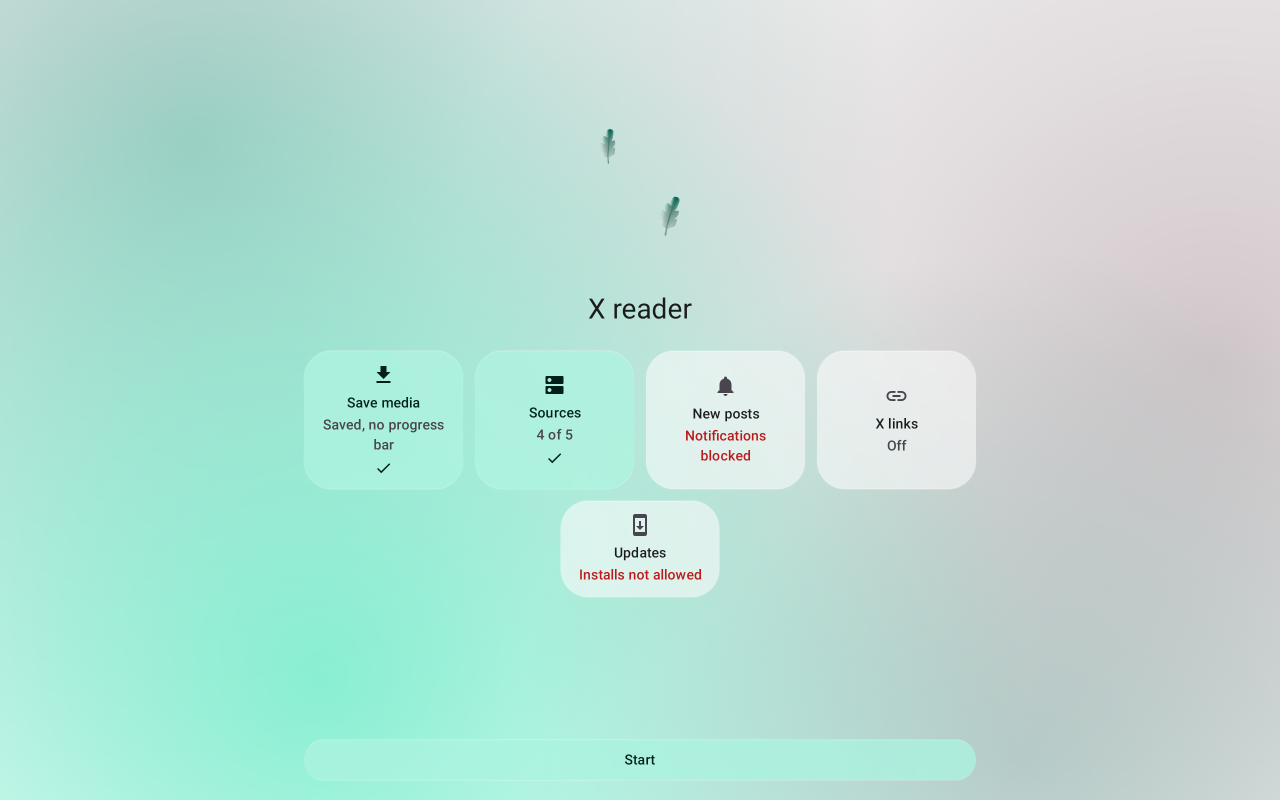 X reader
Save media
Saved, no progress
bar
Sources
4 of 5
New posts
Notifications
blocked
X links
Off
Updates
Installs not allowed
Start